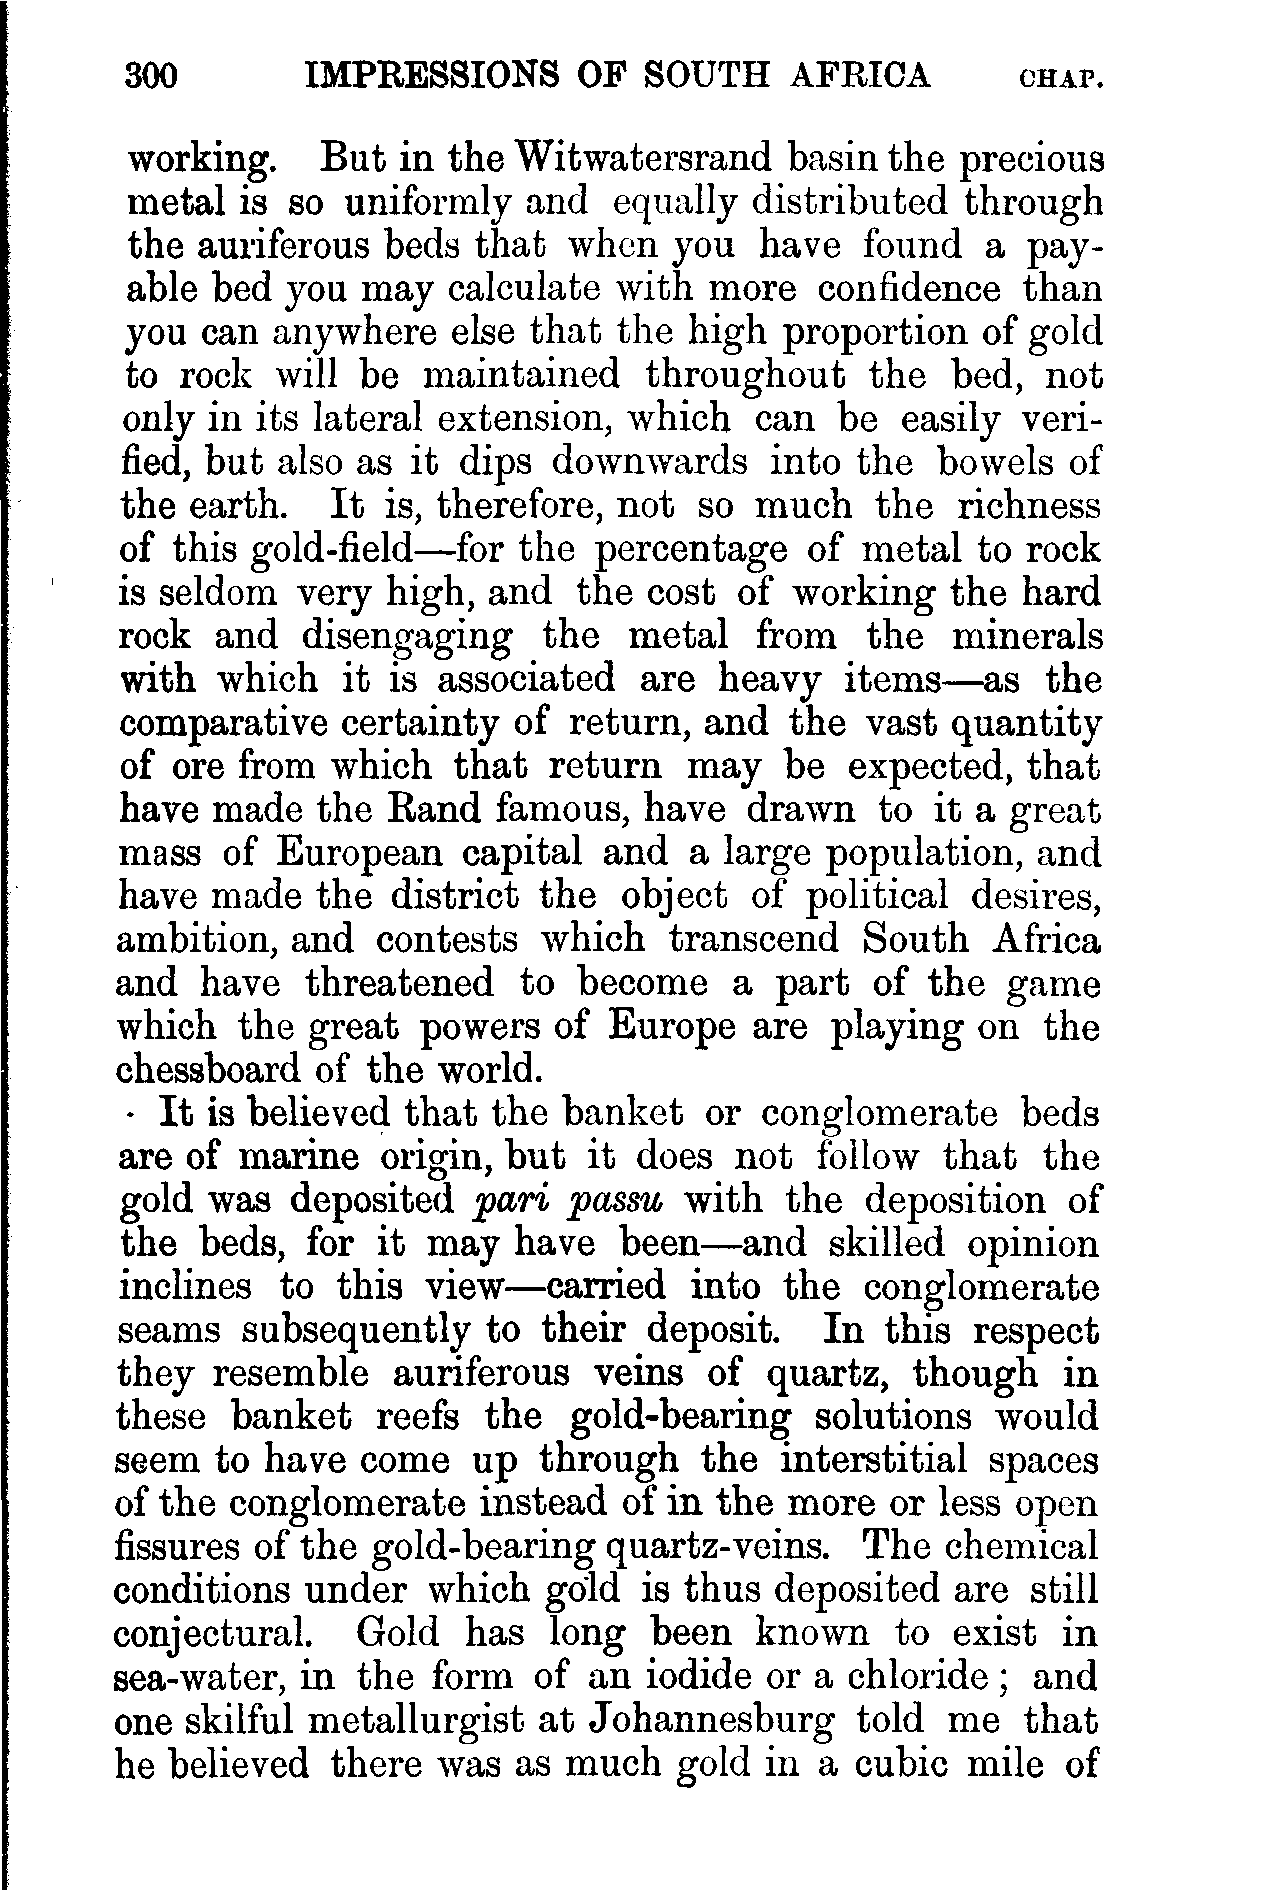 300 IMPRESSIONS OF SOUTH AFRICA CHAP.
working. But in the Witwatersrand basin the precious
metal is so uniformly and equally distributed through
the auriferous beds that when you have found a pay-
able bed you may calculate with more confidence than
you can anywhere else that the high proportion of gold
to rock will be maintained throughout the bed, not
only in its lateral extension, which can be easily veri-
fied, but also as it dips downwards into the bowels of
the earth. It is, therefore, not so much the richness
of this gold-field—for the percentage of metal to rock
is seldom very high, and the cost of working the hard
rock and disengaging the metal from the minerals
with which it is associated are heavy items—as the
comparative certainty of return, and the vast quantity
of ore from which that return may be expected, that
have made the Rand famous, have drawn to it a great
mass of European capital and a large population, and
have made the district the object of political desires,
ambition, and contests which transcend South Africa
and have threatened to become a part of the game
which the great powers of Europe are playing on the
chessboard of the world.
It is believed that the banket or conglomerate beds
are of marine origin, but it does not follow that the
gold was deposited pari passu with the deposition of
the beds, for it may have been—and skilled opinion
inclines to this view—carried into the conglomerate
seams subsequently to their deposit. In this respect
they resemble auriferous veins of quartz, though in
these banket reefs the gold-bearing solutions would
seem to have come up through the interstitial spaces
of the conglomerate instead of in the more or less open
fissures of the gold-bearing quartz-veins. The chemical
conditions under which gold is thus deposited are still
conjectural. Gold has long been known to exist in
sea-water, in the form of an iodide or a chloride ; and
one skilful metallurgist at Johannesburg told me that
he believed there was as much gold in a cubic mile of